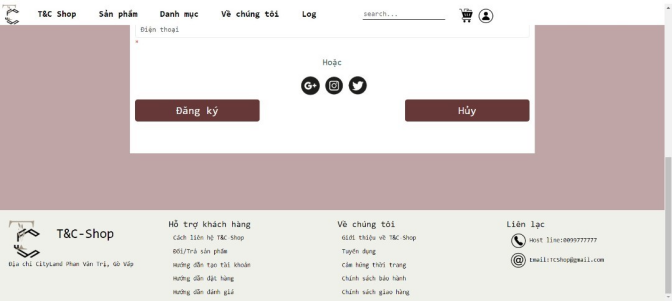 T&C Shop Sản phẩm Danh mục Về chúng tôi Log search...
Điện thoại
*
Hoặc
G+
Đăng ký Hủy
T&C-Shop
Địa chỉ CityLand Phan Văn Trị, Gò Vấp
Hỗ trợ khách hàng
Cách liên hệ T&C Shop
Đổi/Trả sản phẩm
Hướng dẫn tạo tài khoản
Hướng dẫn đặt hàng
Hướng dẫn đánh giá
Về chúng tôi
Giới thiệu về T&C Shop
Tuyển dụng
Cảm hứng thời trang
Chính sách bảo hành
Chính sách giao hàng
Liên lạc
Host line:0099777777
Email:TCShop@gmail.com